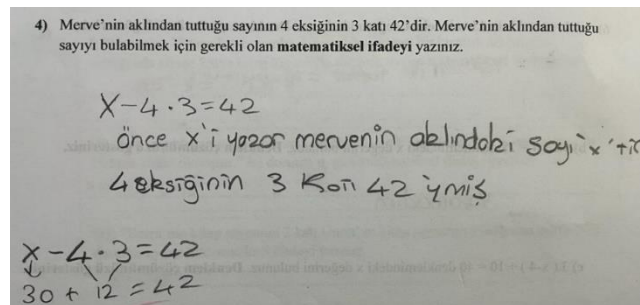 4) Merve'nin aklından tuttuğu sayının 4 eksiğinin 3 katı 42'dir. Merve'nin aklından tuttuğu
sayıyı bulabilmek için gerekli olan matematiksel ifadeyi yazınız.
X-4·3=42
önce x'i yazar mervenin aklındaki sayı 'x'tir
4 eksiğinin 3 katı 42'ymiş
x-4·3=42
30 + 12 = 42